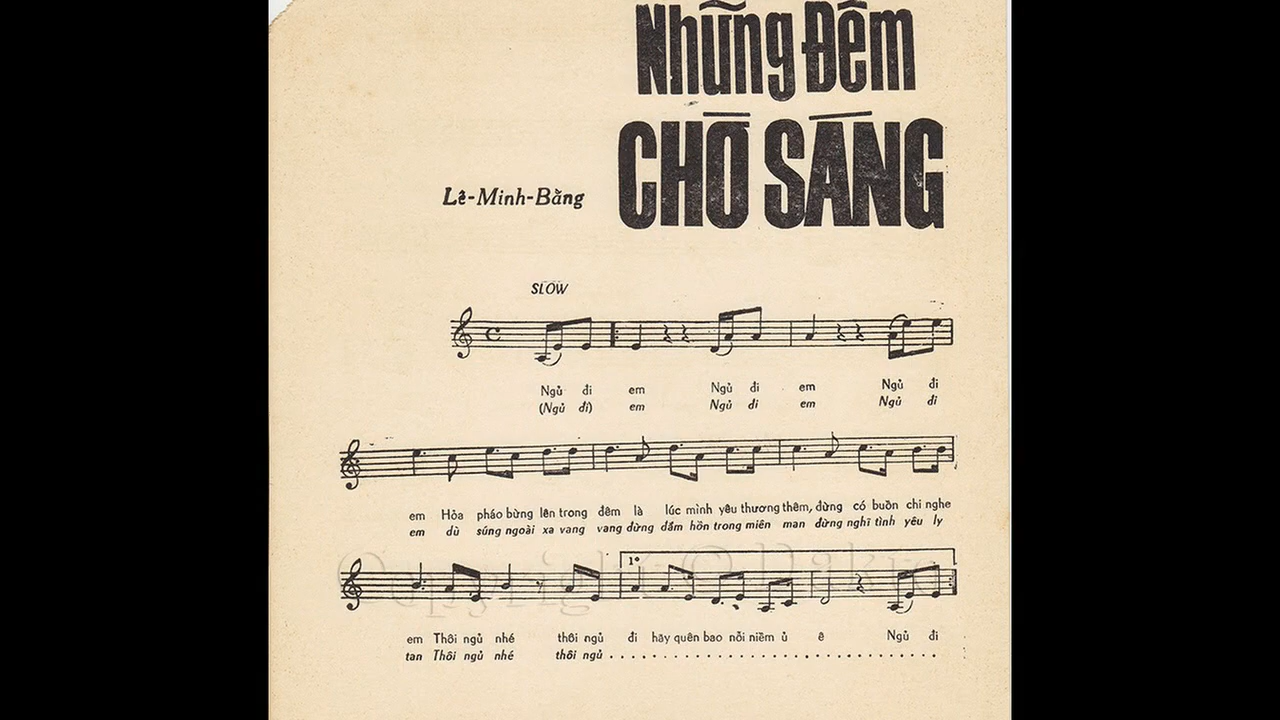 Những Đêm
CHỜ SÁNG
Lê-Minh-Bằng
SLOW
Ngủ đi em Ngủ đi em Ngủ đi
(Ngủ đi) em Ngủ đi em Ngủ đi
em Hỏa pháo bừng lên trong đêm là lúc mình yêu thương thêm, đừng có buồn chi nghe
em dù súng ngoài xa vang vang đừng đắm hồn trong miên man đừng nghĩ tình yêu ly
1º
em Thôi ngủ nhé thôi ngủ đi hãy quên bao nỗi niềm ủ ê Ngủ đi
tan Thôi ngủ nhé thôi ngủ . . . . . . . . . . . . . . . . . . . . . . . . . . . .
Copyright ©